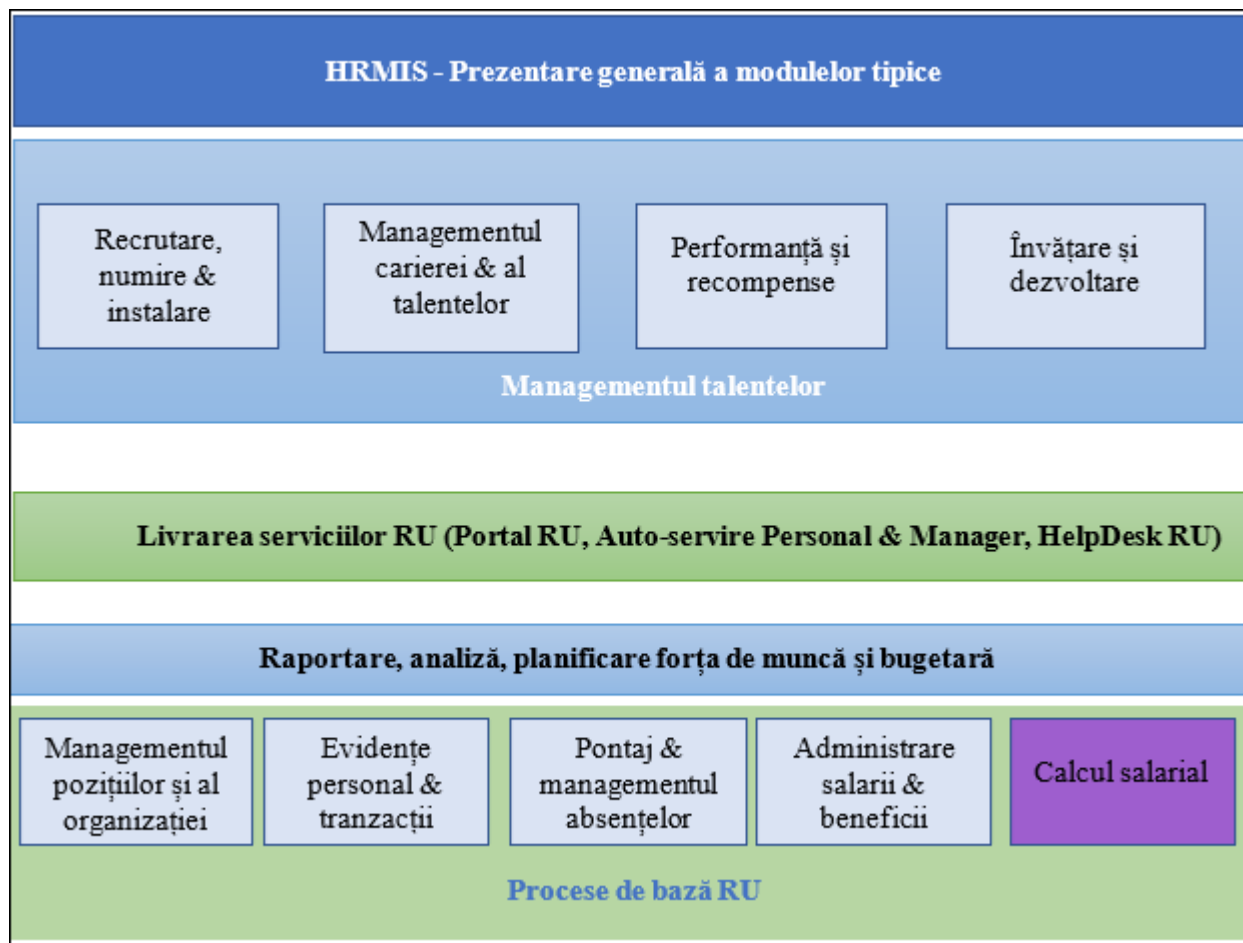 HRMIS - Prezentare generală a modulelor tipice
Recrutare,
numire &
instalare
Managementul
carierei & al
talentelor
Performanță și
recompense
Învățare și
dezvoltare
Managementul talentelor
Livrarea serviciilor RU (Portal RU, Auto-servire Personal & Manager, HelpDesk RU)
Raportare, analiză, planificare forța de muncă și bugetară
Managementul
pozițiilor și al
organizației
Evidențe
personal &
tranzacții
Pontaj &
managementul
absențelor
Administrare
salarii &
beneficii
Calcul salarial
Procese de bază RU